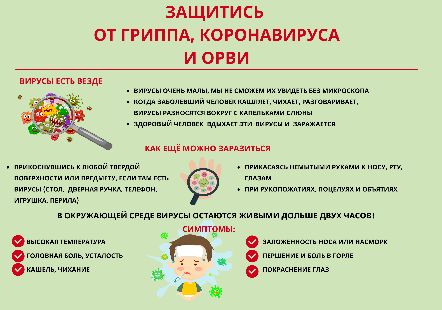 ЗАЩИТИСЬ
ОТ ГРИППА, КОРОНАВИРУСА
И ОРВИ
ВИРУСЫ ЕСТЬ ВЕЗДЕ
ВИРУСЫ ОЧЕНЬ МАЛЫ, МЫ НЕ СМОЖЕМ ИХ УВИДЕТЬ БЕЗ МИКРОСКОПА
КОГДА ЗАБОЛЕВШИЙ ЧЕЛОВЕК КАШЛЯЕТ, ЧИХАЕТ, РАЗГОВАРИВАЕТ,
ВИРУСЫ РАЗНОСЯТСЯ ВОКРУГ С КАПЕЛЬКАМИ СЛЮНЫ
ЗДОРОВЫЙ ЧЕЛОВЕК ВДЫХАЕТ ЭТИ ВИРУСЫ И ЗАРАЖАЕТСЯ
КАК ЕЩЁ МОЖНО ЗАРАЗИТЬСЯ
ПРИКОСНУВШИСЬ К ЛЮБОЙ ТВЕРДОЙ
ПОВЕРХНОСТИ ИЛИ ПРЕДМЕТУ, ЕСЛИ ТАМ ЕСТЬ
ВИРУСЫ (СТОЛ, ДВЕРНАЯ РУЧКА, ТЕЛЕФОН,
ИГРУШКА, ПЕРИЛА)
ПРИКАСАЯСЬ НЕМЫТЫМИ РУКАМИ К НОСУ, РТУ,
ГЛАЗАМ
ПРИ РУКОПОЖАТИЯХ, ПОЦЕЛУЯХ И ОБЪЯТИЯХ
В ОКРУЖАЮЩЕЙ СРЕДЕ ВИРУСЫ ОСТАЮТСЯ ЖИВЫМИ ДОЛЬШЕ ДВУХ ЧАСОВ!
СИМПТОМЫ:
ВЫСОКАЯ ТЕМПЕРАТУРА
ГОЛОВНАЯ БОЛЬ, УСТАЛОСТЬ
КАШЕЛЬ, ЧИХАНИЕ
ЗАЛОЖЕННОСТЬ НОСА ИЛИ НАСМОРК
ПЕРШЕНИЕ И БОЛЬ В ГОРЛЕ
ПОКРАСНЕНИЕ ГЛАЗ